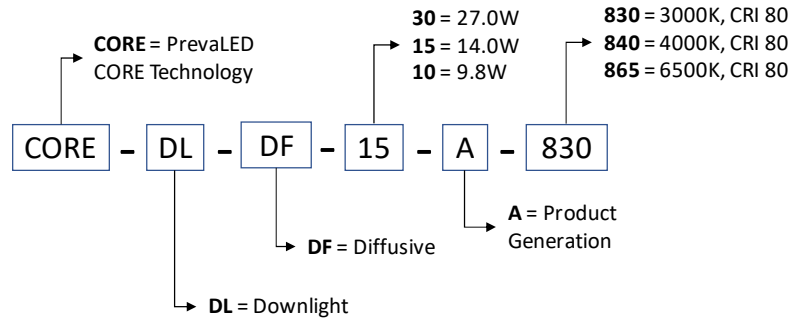 30 = 27.0W
15 = 14.0W
10 = 9.8W
830 = 3000K, CRI 80
840 = 4000K, CRI 80
865 = 6500K, CRI 80
CORE = PrevaLED
CORE Technology
CORE - DL - DF - 15 - A - 830
A = Product
Generation
DF = Diffusive
DL = Downlight